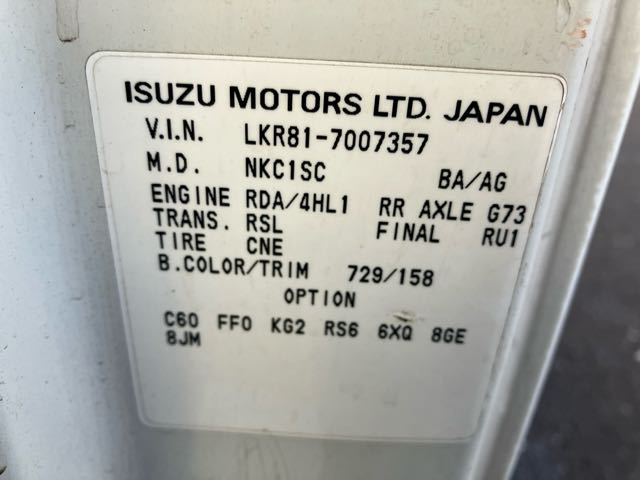 ISUZU MOTORS LTD. JAPAN
V.I.N. LKR81-7007357
M.D. NKC1SC BA/AG
ENGINE RDA/4HL1 RR AXLE G73
TRANS. RSL FINAL RU1
TIRE CNE
B.COLOR/TRIM 729/158
OPTION
C60 FFO KG2 RS6 6XQ 8GE
8JM